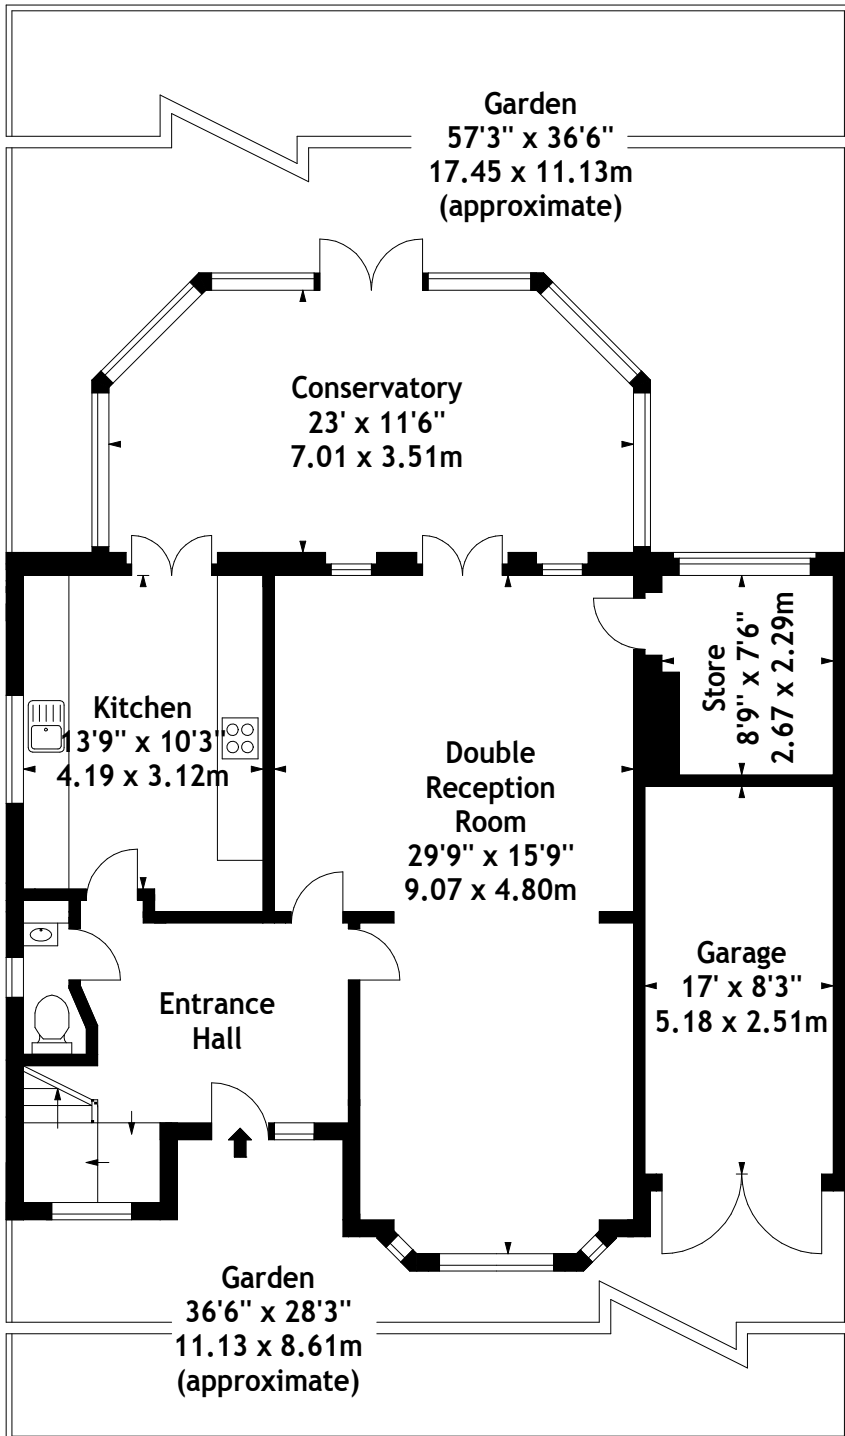 Garden
57'3" x 36'6"
17.45 x 11.13m
(approximate)
Conservatory
23' x 11'6"
7.01 x 3.51m
Kitchen
13'9" x 10'3"
4.19 x 3.12m
Double
Reception
Room
29'9" x 15'9"
9.07 x 4.80m
Store
8'9" x 7'6"
2.67 x 2.29m
Entrance
Hall
Garage
17' x 8'3"
5.18 x 2.51m
Garden
36'6" x 28'3"
11.13 x 8.61m
(approximate)